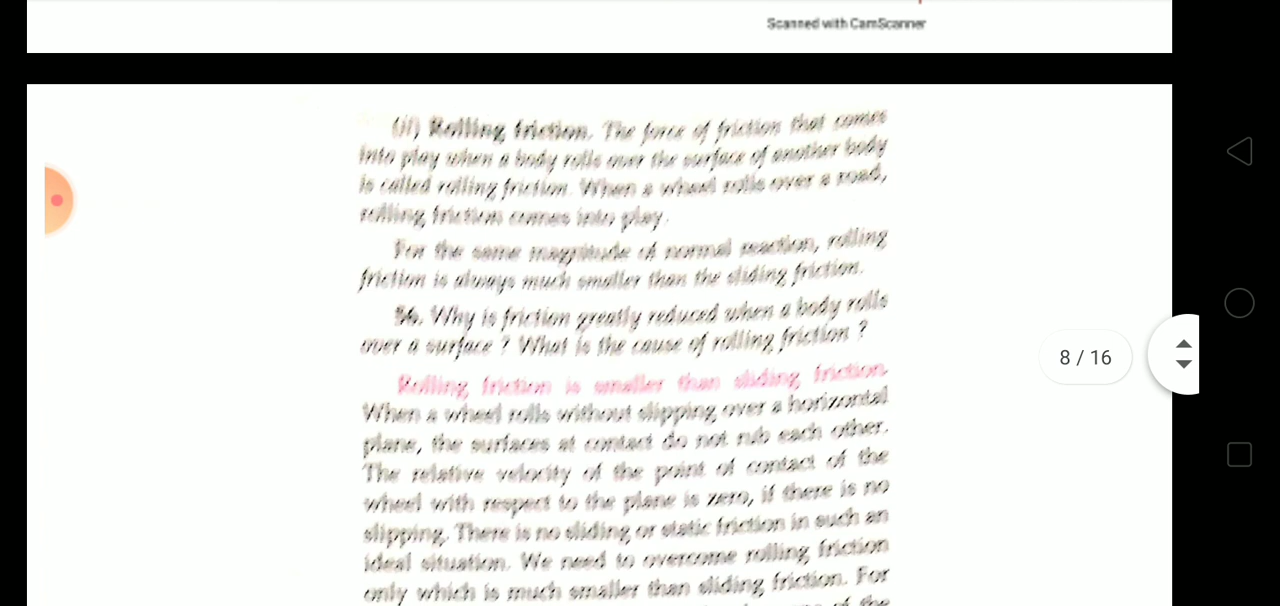 Scanned with CamScanner
(ii) Rolling friction. The force of friction that comes
into play when a body rolls over the surface of another body
is called rolling friction. When a wheel rolls over a road,
rolling friction comes into play.
For the same magnitude of normal reaction, rolling
friction is always much smaller than the sliding friction.
36. Why is friction greatly reduced when a body rolls
over a surface ? What is the cause of rolling friction ?
Rolling friction is smaller than sliding friction.
When a wheel rolls without slipping over a horizontal
plane, the surfaces at contact do not rub each other.
The relative velocity of the point of contact of the
wheel with respect to the plane is zero, if there is no
slipping. There is no sliding or static friction in such an
ideal situation. We need to overcome rolling friction
only which is much smaller than sliding friction. For
of the
8 / 16